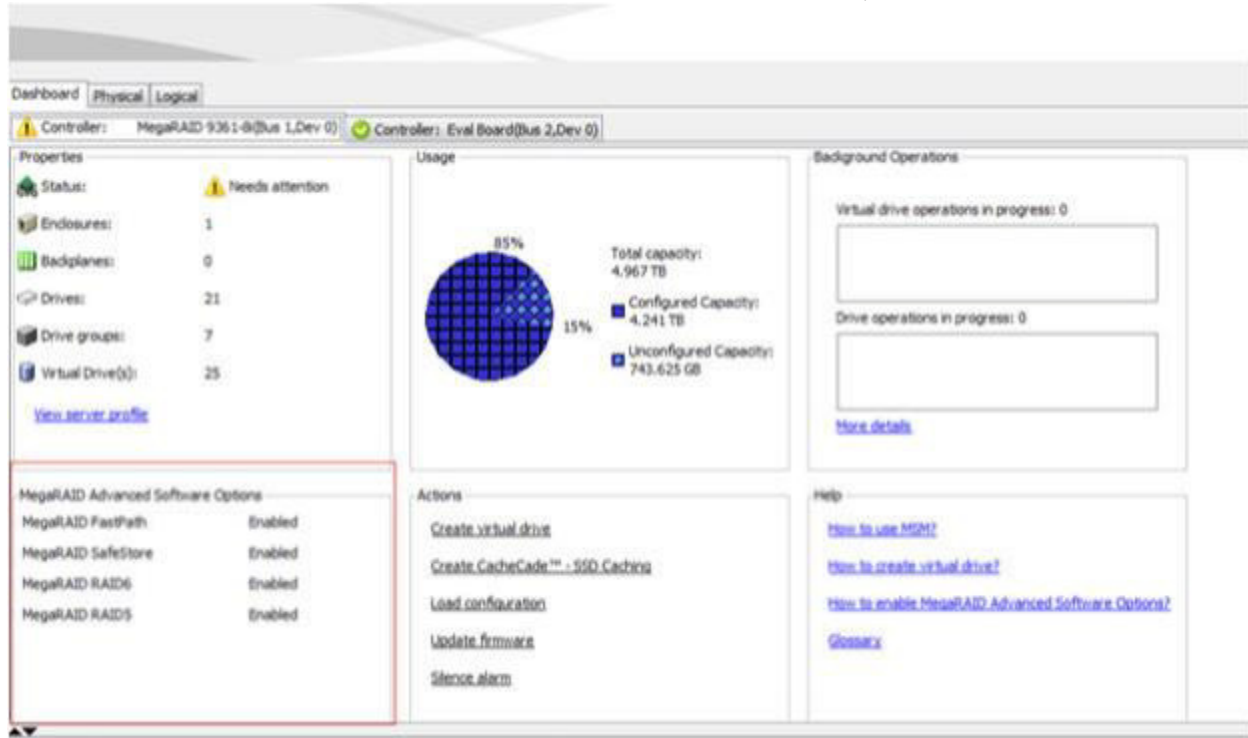 Dashboard Physical Logical
Controller: MegaRAID 9361-8i(Bus 1,Dev 0) Controller: Eval Board(Bus 2,Dev 0)
Properties
Status: Needs attention
Enclosures: 1
Backplanes: 0
Drives: 21
Drive groups: 7
Virtual Drive(s): 25
View server profile
Usage
85%
15%
Total capacity:
4.967 TB
Configured Capacity:
4.241 TB
Unconfigured Capacity:
743.625 GB
Background Operations
Virtual drive operations in progress: 0
Drive operations in progress: 0
More details
MegaRAID Advanced Software Options
MegaRAID FastPath Enabled
MegaRAID SafeStore Enabled
MegaRAID RAID6 Enabled
MegaRAID RAID5 Enabled
Actions
Create virtual drive
Create CacheCade™ - SSD Caching
Load configuration
Update firmware
Silence alarm
Help
How to use MSM?
How to create virtual drive?
How to enable MegaRAID Advanced Software Options?
Glossary